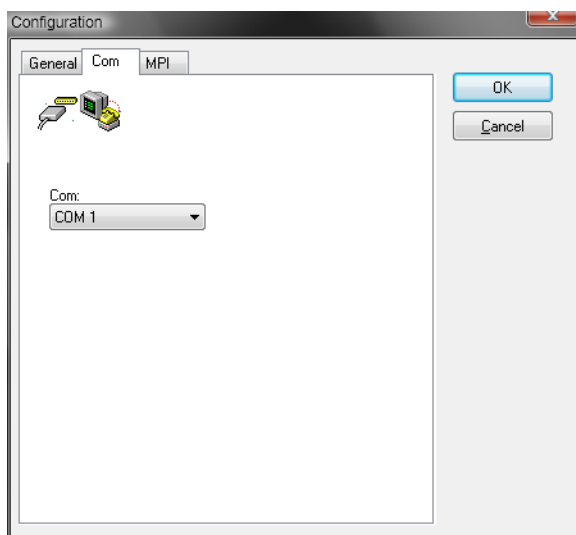 Configuration
General Com MPI
OK
Cancel
Com:
COM 1